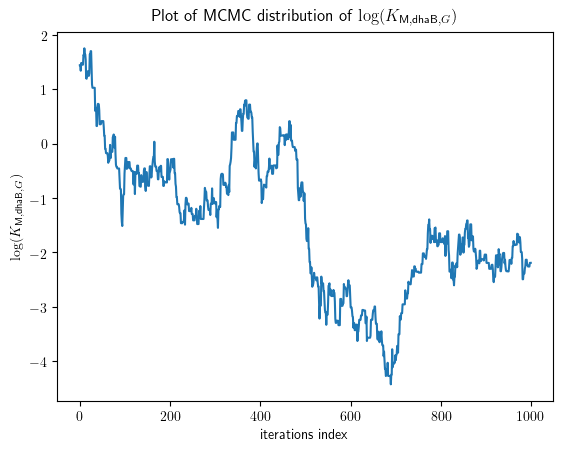 Plot of MCMC distribution of log(K_{M,dhaB,G})
2
1
0
−1
−2
−3
−4
log(K_{M,dhaB,G})
0 200 400 600 800 1000
iterations index